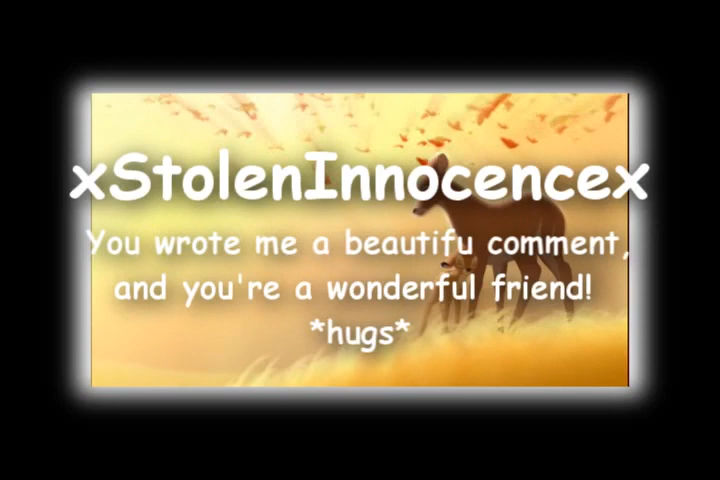 xStolenInnocencex
You wrote me a beautifu comment,
and you're a wonderful friend!
*hugs*